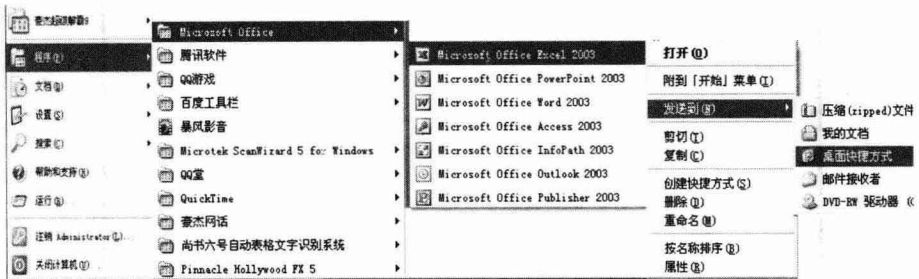 豪杰超级解霸9
程序(P)
文档(D)
设置(S)
搜索(C)
帮助和支持(H)
运行(R)
注销 Administrator(L)...
关闭计算机(U)...
Microsoft Office
腾讯软件
QQ游戏
百度工具栏
暴风影音
Microtek ScanWizard 5 for Windows
QQ堂
QuickTime
豪杰网话
尚书六号自动表格文字识别系统
Pinnacle Hollywood FX 5
Microsoft Office Excel 2003
Microsoft Office PowerPoint 2003
Microsoft Office Word 2003
Microsoft Office Access 2003
Microsoft Office InfoPath 2003
Microsoft Office Outlook 2003
Microsoft Office Publisher 2003
打开(O)
附到「开始」菜单(I)
发送到(N)
剪切(T)
复制(C)
创建快捷方式(S)
删除(D)
重命名(M)
按名称排序(B)
属性(R)
压缩(zipped)文件
我的文档
桌面快捷方式
邮件接收者
DVD-RW 驱动器 (